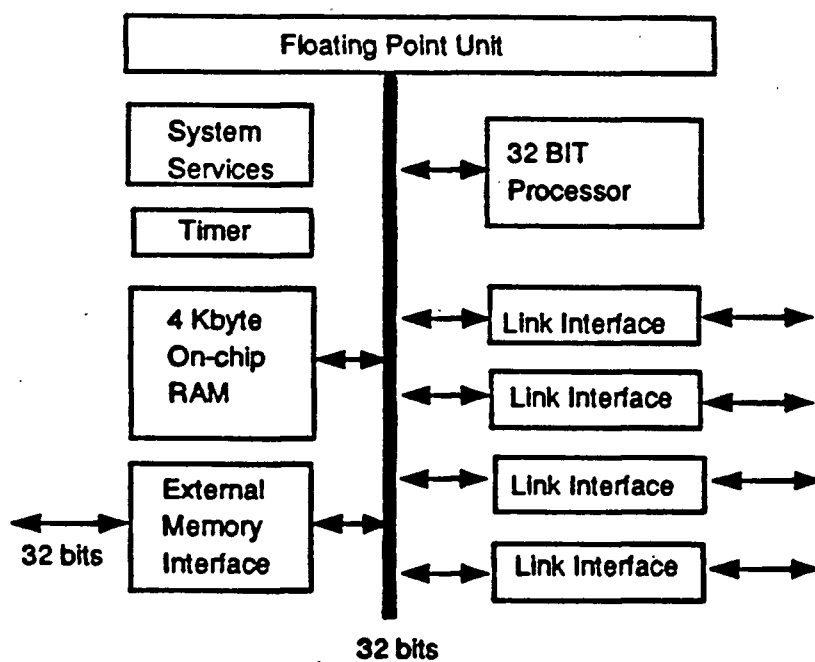 Floating Point Unit
System
Services
32 BIT
Processor
Timer
4 Kbyte
On-chip
RAM
Link Interface
Link Interface
External
Memory
Interface
32 bits
Link Interface
Link Interface
32 bits